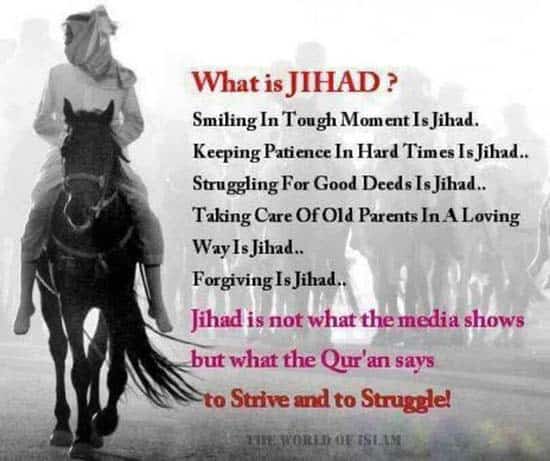 What is JIHAD ?
Smiling In Tough Moment Is Jihad.
Keeping Patience In Hard Times Is Jihad..
Struggling For Good Deeds Is Jihad..
Taking Care Of Old Parents In A Loving
Way Is Jihad..
Forgiving Is Jihad..
Jihad is not what the media shows
but what the Qur'an says
to Strive and to Struggle!
THE WORLD OF ISLAM